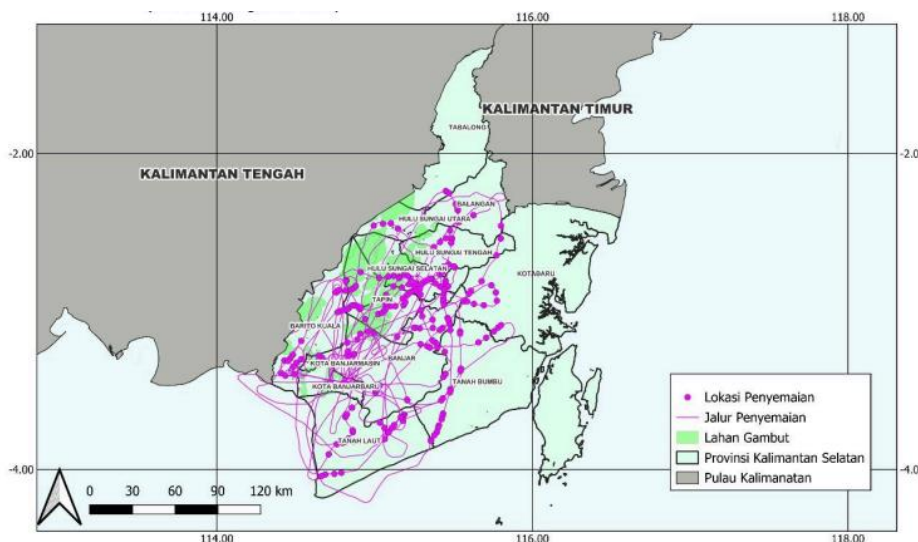 114.00 116.00 118.00
KALIMANTAN TIMUR
TABALONG
-2.00 -2.00
KALIMANTAN TENGAH
BALANGAN
HULU SUNGAI UTARA
HULU SUNGAI TENGAH
HULU SUNGAI SELATAN
KOTABARU
TAPIN
BARITO KUALA
KOTA BANJARMASIN
BANJAR
KOTA BANJARBARU
TANAH BUMBU
TANAH LAUT
Lokasi Penyemaian
Jalur Penyemaian
Lahan Gambut
Provinsi Kalimantan Selatan
Pulau Kalimanatan
-4.00 -4.00
0 30 60 90 120 km
114.00 116.00 118.00